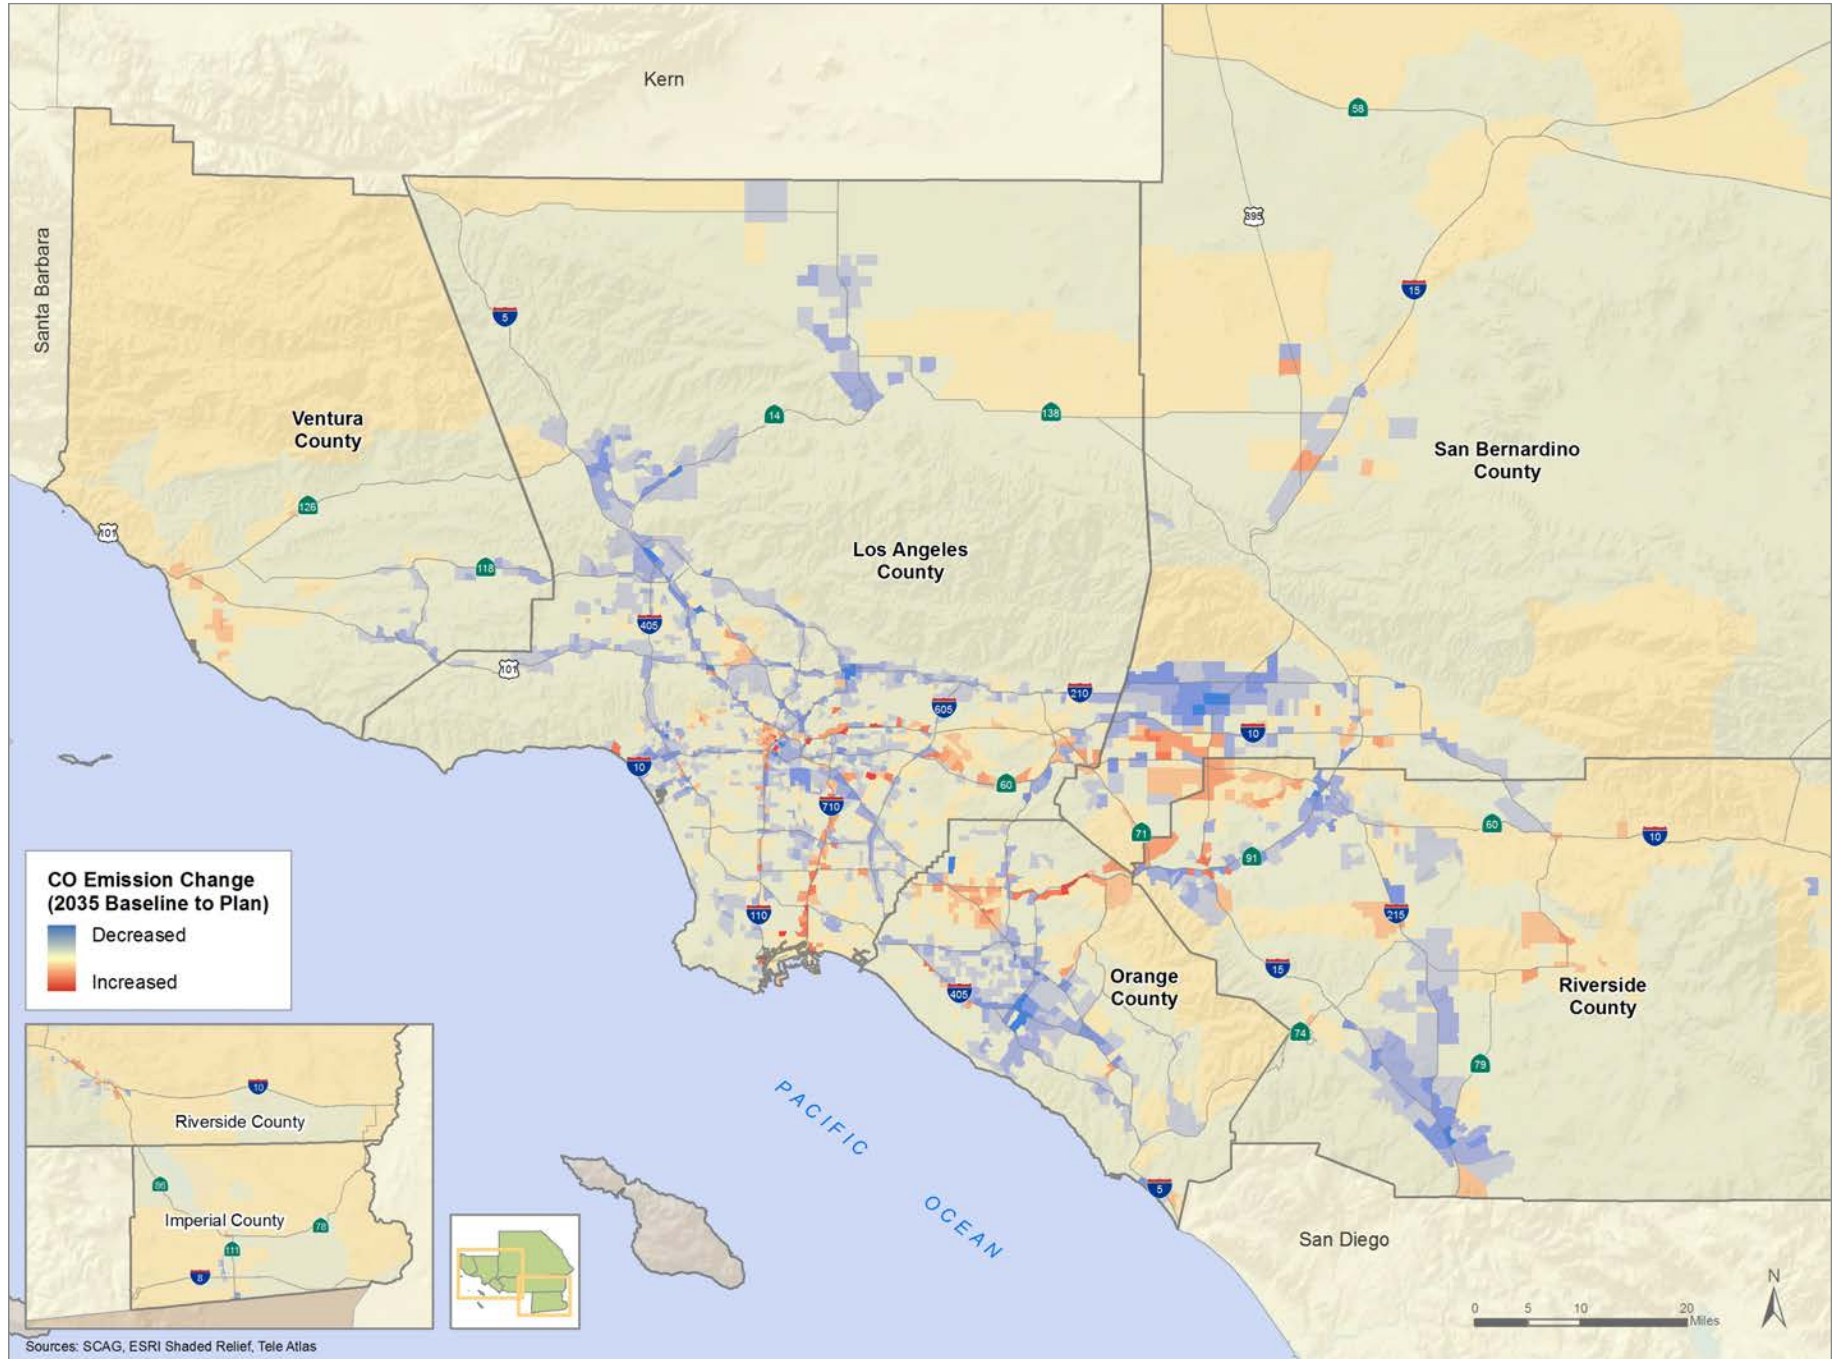 Kern
58
395
Santa Barbara
5
15
Ventura
County
14
138
San Bernardino
County
126
101
118
Los Angeles
County
405
101
210
605
10
10
60
710
71
60
10
91
110
215
CO Emission Change
(2035 Baseline to Plan)
Decreased
Increased
405
Orange
County
15
Riverside
County
74
79
10
Riverside County
86
Imperial County
78
111
8
PACIFIC
OCEAN
5
San Diego
N
0 5 10 20
Miles
Sources: SCAG, ESRI Shaded Relief, Tele Atlas